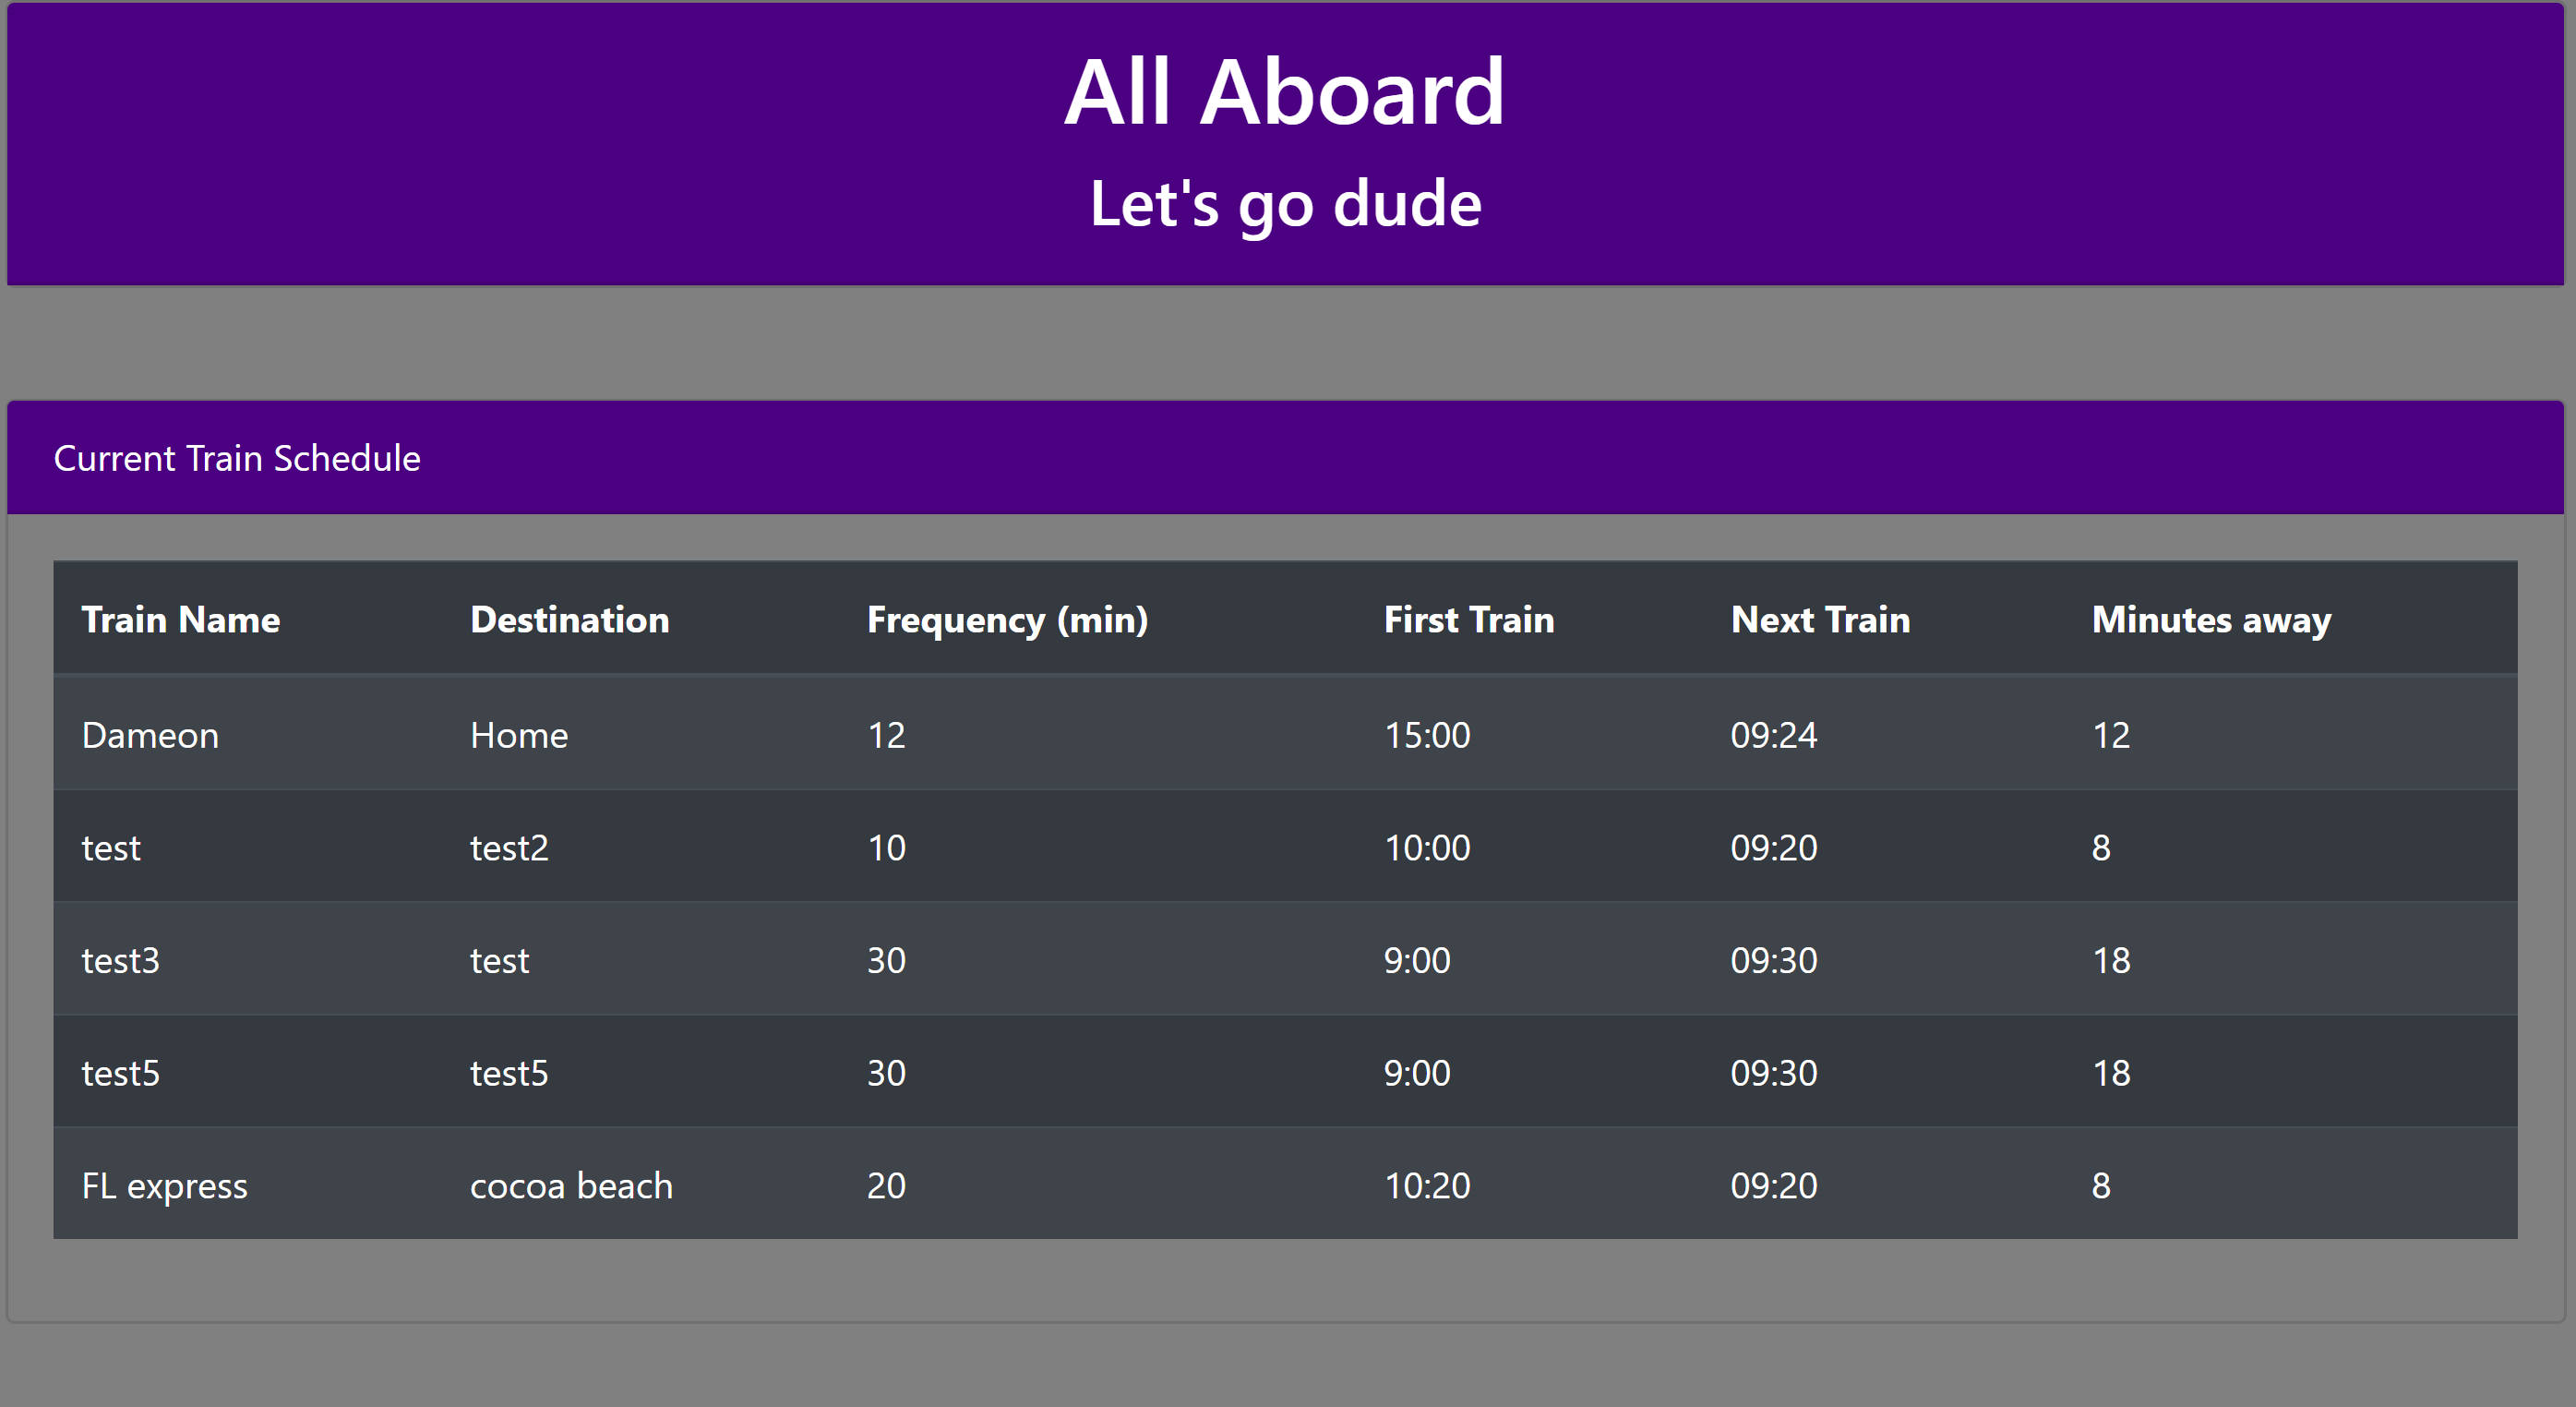 All Aboard
Let's go dude
Current Train Schedule
Train Name Destination Frequency (min) First Train Next Train Minutes away
Dameon Home 12 15:00 09:24 12
test test2 10 10:00 09:20 8
test3 test 30 9:00 09:30 18
test5 test5 30 9:00 09:30 18
FL express cocoa beach 20 10:20 09:20 8